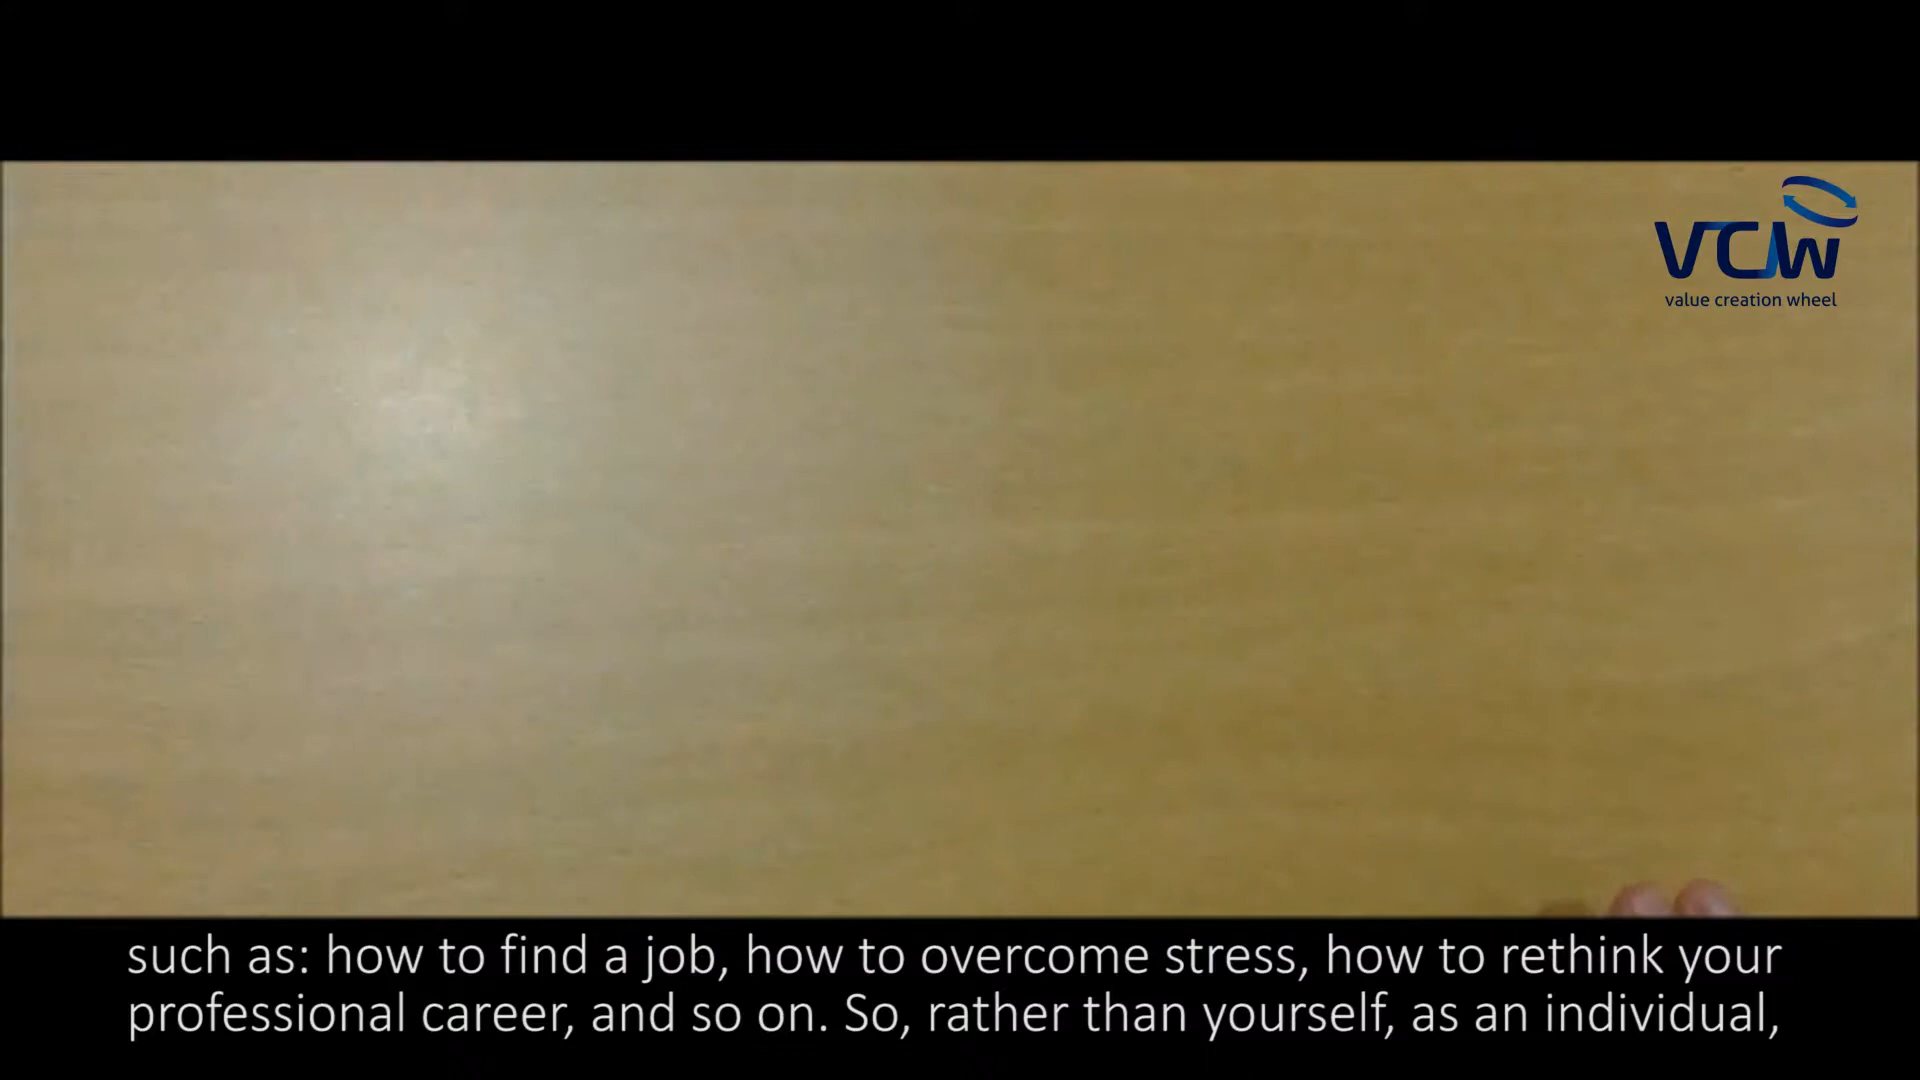 VCW
value creation wheel
such as: how to find a job, how to overcome stress, how to rethink your
professional career, and so on. So, rather than yourself, as an individual,